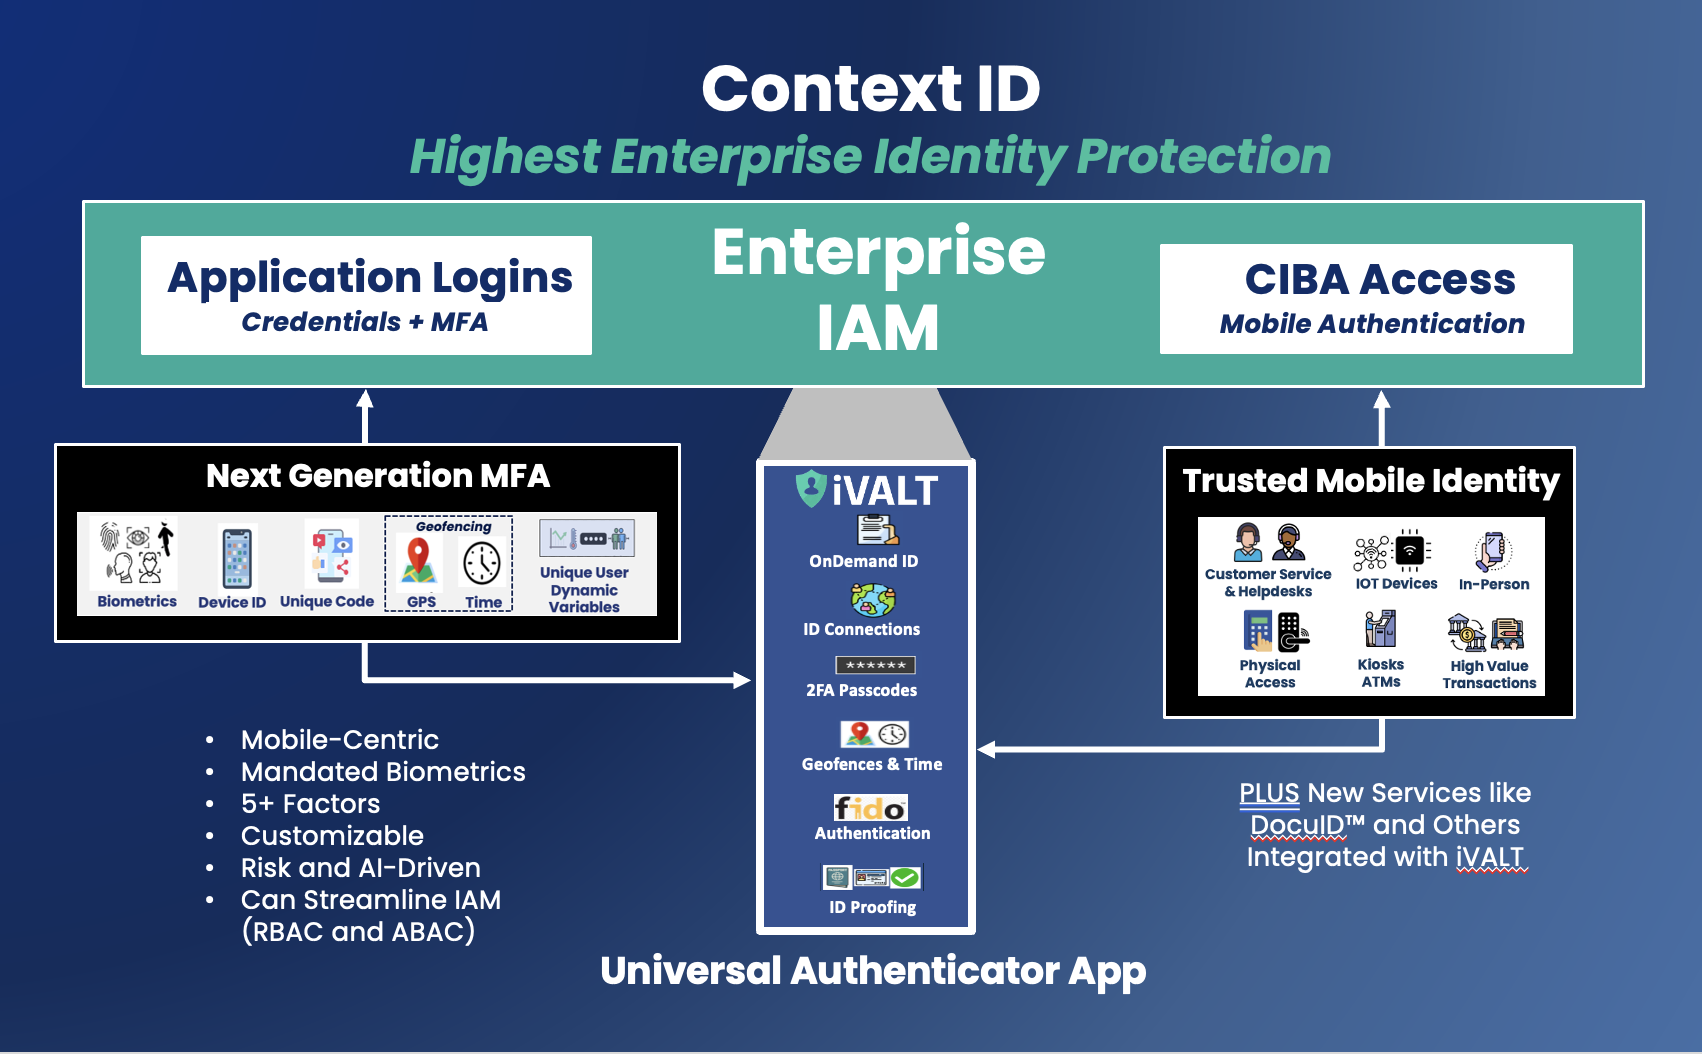 Context ID
Highest Enterprise Identity Protection
Application Logins
Credentials + MFA
Enterprise
IAM
CIBA Access
Mobile Authentication
Next Generation MFA
Biometrics
Device ID
Unique Code
Geofencing
GPS
Time
Unique User
Dynamic
Variables
iVALT
OnDemand ID
ID Connections
******
2FA Passcodes
Geofences & Time
fido
Authentication
ID Proofing
Universal Authenticator App
Trusted Mobile Identity
Customer Service
& Helpdesks
IOT Devices
In-Person
Physical
Access
Kiosks
ATMs
High Value
Transactions
• Mobile-Centric
• Mandated Biometrics
• 5+ Factors
• Customizable
• Risk and AI-Driven
• Can Streamline IAM
(RBAC and ABAC)
PLUS New Services like
DocuID™ and Others
Integrated with iVALT